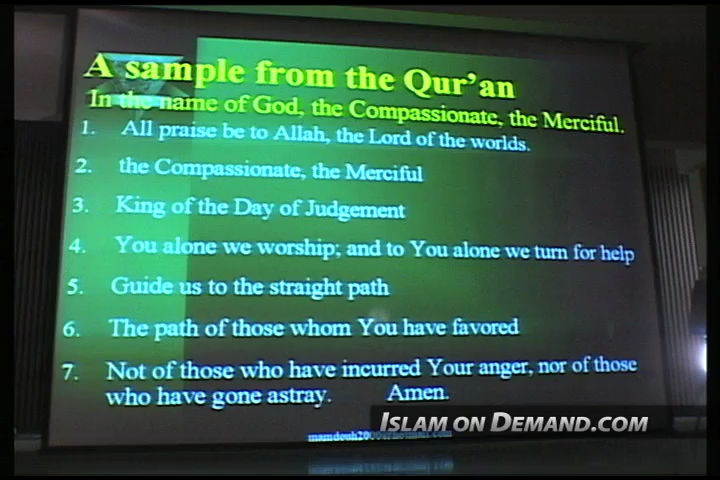 A sample from the Qur'an
In the name of God, the Compassionate, the Merciful.
1. All praise be to Allah, the Lord of the worlds.
2. the Compassionate, the Merciful
3. King of the Day of Judgement
4. You alone we worship; and to You alone we turn for help
5. Guide us to the straight path
6. The path of those whom You have favored
7. Not of those who have incurred Your anger, nor of those
who have gone astray. Amen.
ISLAM ON DEMAND.COM